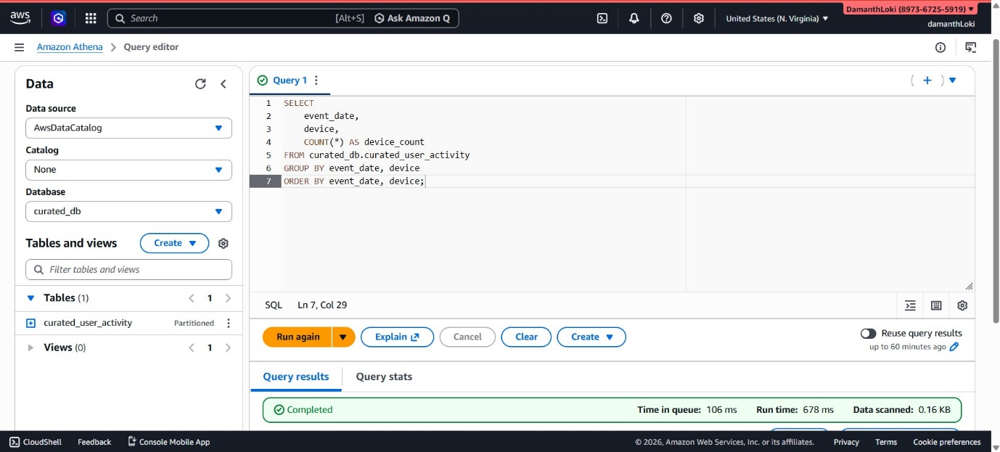 aws
Search [Alt+S] Ask Amazon Q
United States (N. Virginia)
DamanthLoki (8973-6725-5919)
damanthLoki
Amazon Athena Query editor
Data
Data source
AwsDataCatalog
Catalog
None
Database
curated_db
Tables and views Create
Filter tables and views
Tables (1) 1
curated_user_activity Partitioned
Views (0) 1
Query 1
1 SELECT
2 event_date,
3 device,
4 COUNT(*) AS device_count
5 FROM curated_db.curated_user_activity
6 GROUP BY event_date, device
7 ORDER BY event_date, device;
SQL Ln 7, Col 29
Run again Explain Cancel Clear Create
Reuse query results
up to 60 minutes ago
Query results Query stats
Completed Time in queue: 106 ms Run time: 678 ms Data scanned: 0.16 KB
CloudShell Feedback Console Mobile App © 2026, Amazon Web Services, Inc. or its affiliates. Privacy Terms Cookie preferences